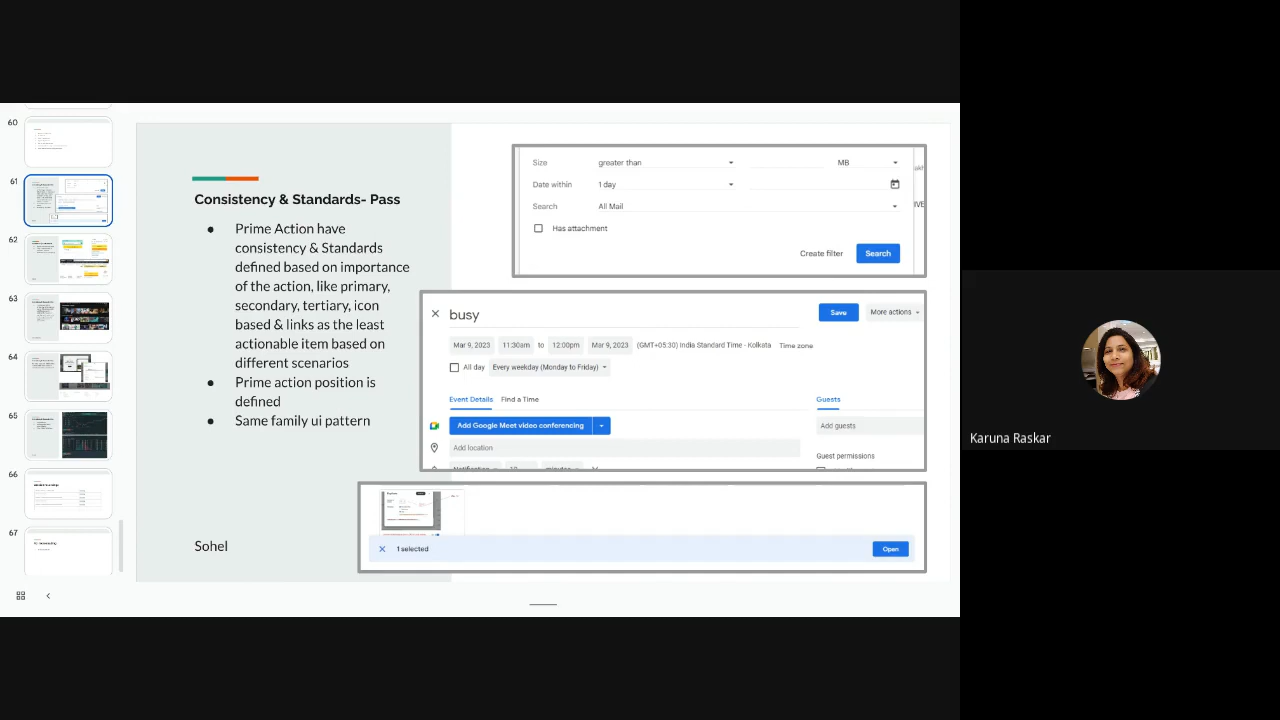 60
61
62
63
64
65
66
67
Consistency & Standards- Pass
● Prime Action have
consistency & Standards
defined based on importance
of the action, like primary,
secondary, tertiary, icon
based & links as the least
actionable item based on
different scenarios
● Prime action position is
defined
● Same family ui pattern
Sohel
Size greater than MB
Date within 1 day
Search All Mail
Has attachment
Create filter Search
busy Save More actions
Mar 9, 2023 11:30am to 12:00pm Mar 9, 2023 (GMT+05:30) India Standard Time - Kolkata Time zone
All day Every weekday (Monday to Friday)
Event Details Find a Time Guests
Add Google Meet video conferencing Add guests
Add location
Guest permissions
1 selected Open
Karuna Raskar